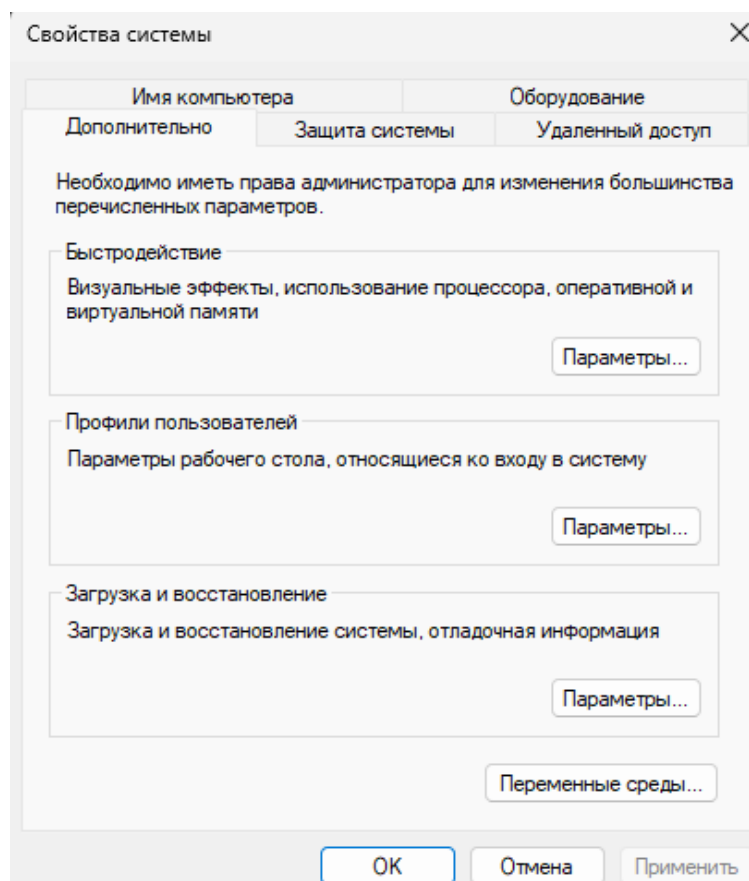 Свойства системы
Имя компьютера
Оборудование
Дополнительно
Защита системы
Удаленный доступ
Необходимо иметь права администратора для изменения большинства
перечисленных параметров.
Быстродействие
Визуальные эффекты, использование процессора, оперативной и
виртуальной памяти
Параметры...
Профили пользователей
Параметры рабочего стола, относящиеся ко входу в систему
Параметры...
Загрузка и восстановление
Загрузка и восстановление системы, отладочная информация
Параметры...
Переменные среды...
OK
Отмена
Применить